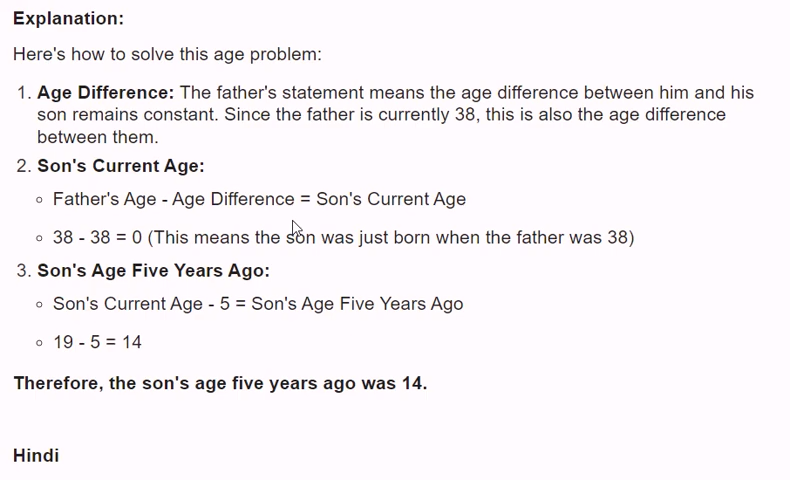 Explanation:
Here's how to solve this age problem:
1. Age Difference: The father's statement means the age difference between him and his
son remains constant. Since the father is currently 38, this is also the age difference
between them.
2. Son's Current Age:
○ Father's Age - Age Difference = Son's Current Age
○ 38 - 38 = 0 (This means the son was just born when the father was 38)
3. Son's Age Five Years Ago:
○ Son's Current Age - 5 = Son's Age Five Years Ago
○ 19 - 5 = 14
Therefore, the son's age five years ago was 14.
Hindi